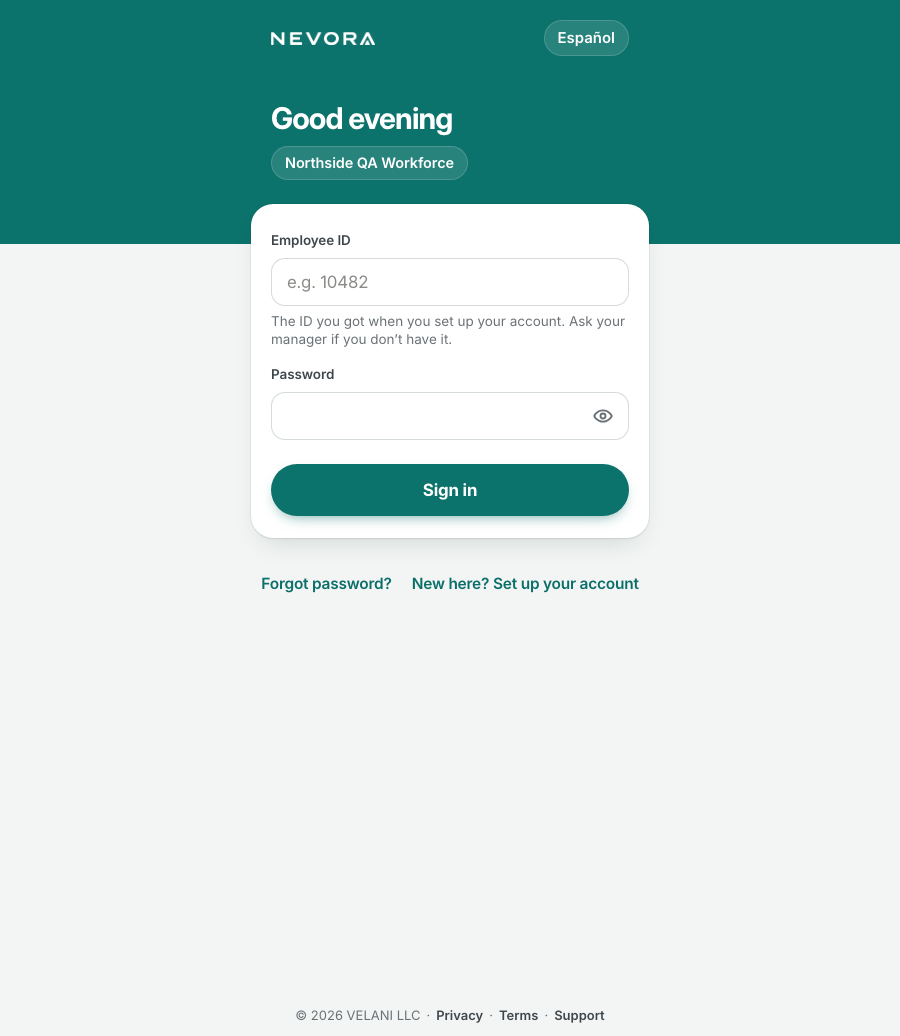 NEVORA
Español
Good evening
Northside QA Workforce
Employee ID
e.g. 10482
The ID you got when you set up your account. Ask your
manager if you don’t have it.
Password
Sign in
Forgot password? New here? Set up your account
© 2026 VELANI LLC · Privacy · Terms · Support